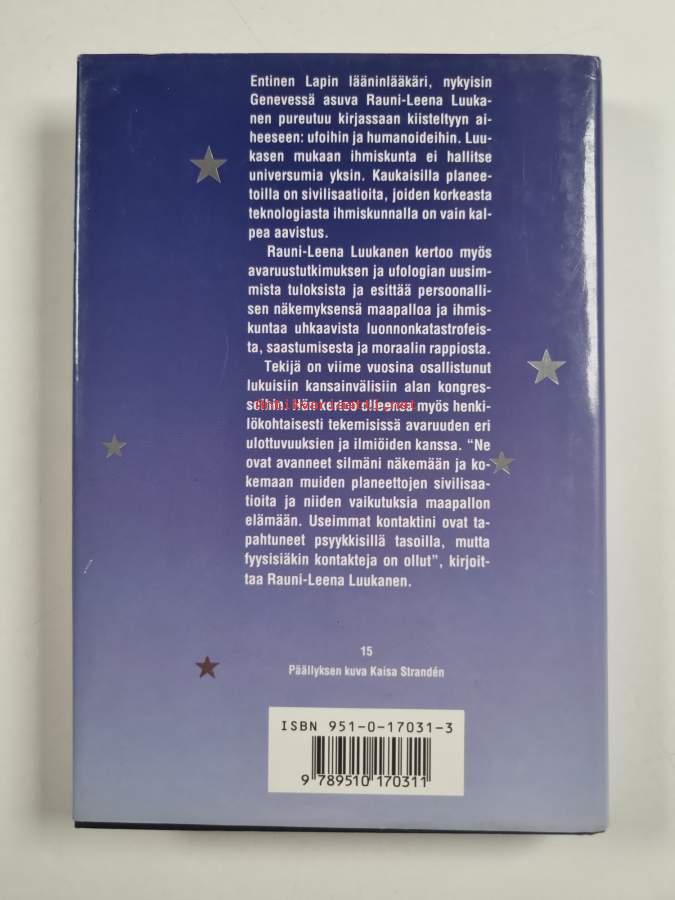 Entinen Lapin lääninlääkäri, nykyisin
Genevessä asuva Rauni-Leena Luuka-
nen pureutuu kirjassaan kiisteltyyn ai-
heeseen: ufoihin ja humanoideihin. Luu-
kasen mukaan ihmiskunta ei hallitse
universumia yksin. Kaukaisilla planee-
toilla on sivilisaatioita, joiden korkeasta
teknologiasta ihmiskunnalla on vain kal-
pea aavistus.
Rauni-Leena Luukanen kertoo myös
avaruustutkimuksen ja ufologian uusim-
mista tuloksista ja esittää persoonalli-
sen näkemyksensä maapalloa ja ihmis-
kuntaa uhkaavista luonnonkatastrofeis-
ta, saastumisesta ja moraalin rappiosta.
Tekijä on viime vuosina osallistunut
lukuisiin kansainvälisiin alan kongres-
seihin. Hän kertoo olleensa myös henki-
lökohtaisesti tekemisissä avaruuden eri
ulottuvuuksien ja ilmiöiden kanssa. "Ne
ovat avanneet silmäni näkemään ja ko-
kemaan muiden planeettojen sivilisaa-
tioita ja niiden vaikutuksia maapallon
elämään. Useimmat kontaktini ovat ta-
pahtuneet psyykkisillä tasoilla, mutta
fyysisiäkin kontakteja on ollut", kirjoit-
taa Rauni-Leena Luukanen.
15
Päällyksen kuva Kaisa Strandén
ISBN 951-0-17031-3
9 789510 170311